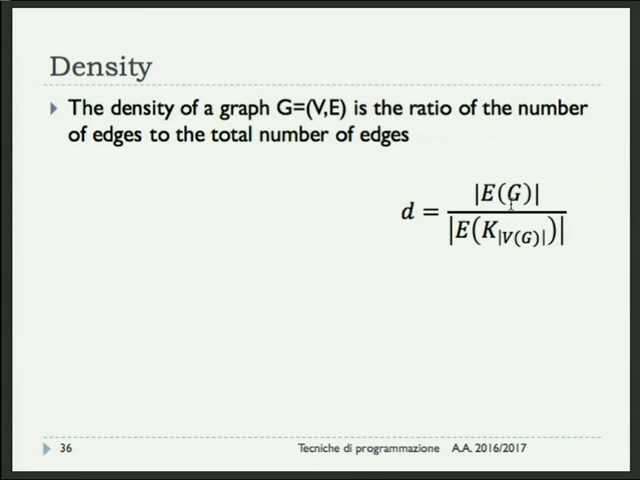 Density
The density of a graph G=(V,E) is the ratio of the number
of edges to the total number of edges
d = |E(G)| / |E(K_{|V(G)|})|
36 Tecniche di programmazione A.A. 2016/2017